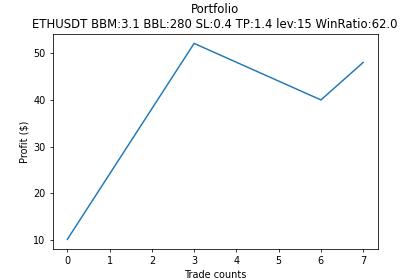 Portfolio
ETHUSDT BBM:3.1 BBL:280 SL:0.4 TP:1.4 lev:15 WinRatio:62.0
50
40
30
20
10
Profit ($)
0 1 2 3 4 5 6 7
Trade counts